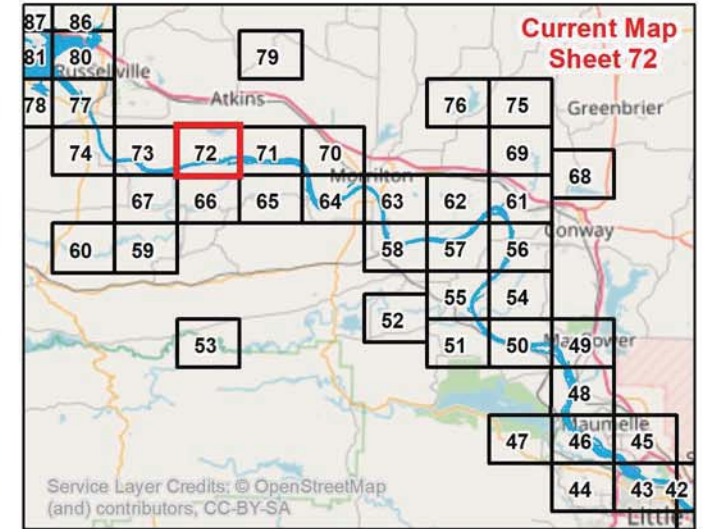 Current Map
Sheet 72
87 86
81 80 79
Russellville
78 77 Atkins 76 75 Greenbrier
74 73 72 71 70 69
Morrilton 68
67 66 65 64 63 62 61
60 59 58 57 56 Conway
55 54
53 52 51 50 49
48
Maumelle
47 46 45
44 43 42
Little
Service Layer Credits: © OpenStreetMap
(and) contributors, CC-BY-SA